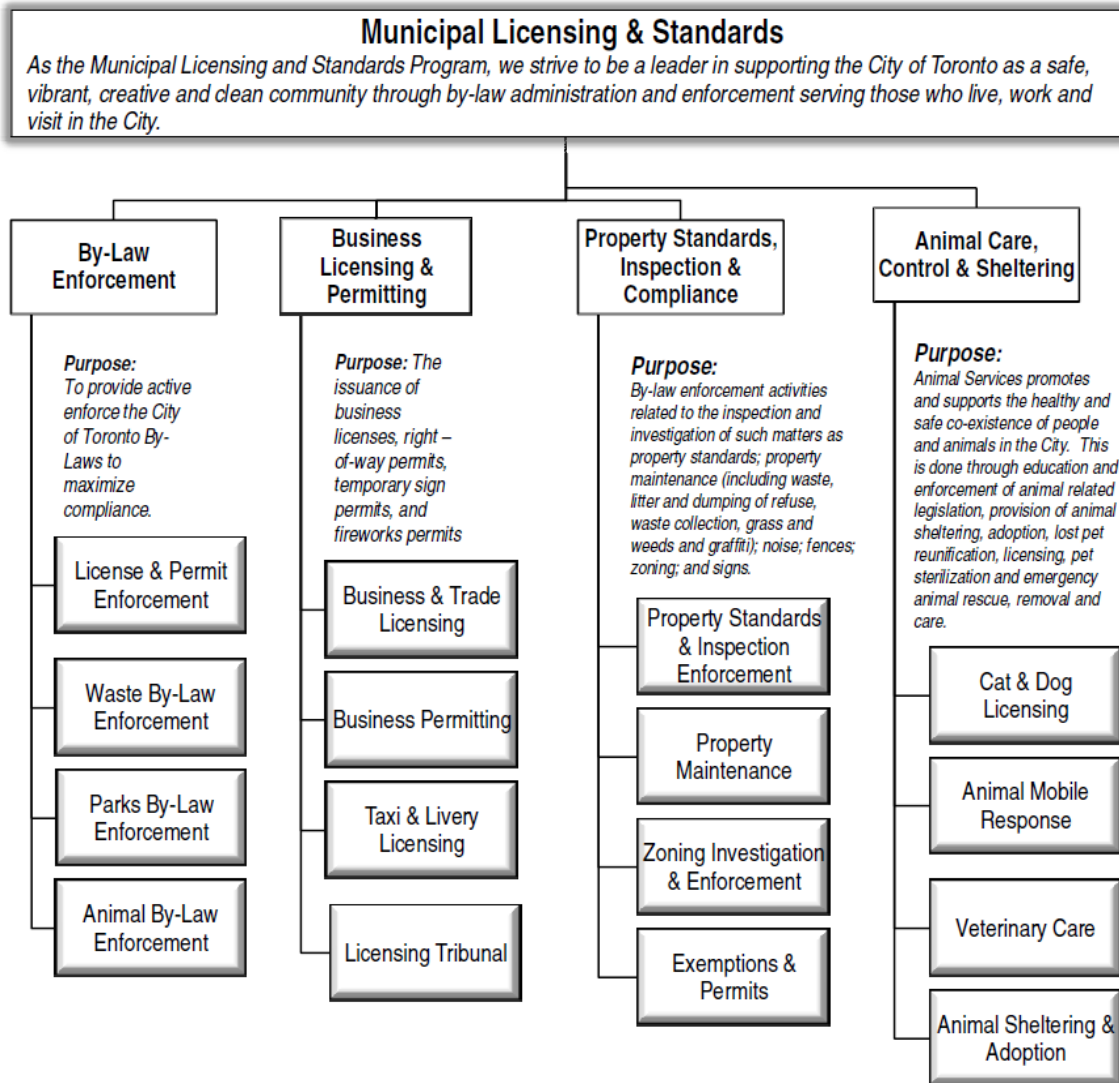 Municipal Licensing & Standards
As the Municipal Licensing and Standards Program, we strive to be a leader in supporting the City of Toronto as a safe,
vibrant, creative and clean community through by-law administration and enforcement serving those who live, work and
visit in the City.
By-Law
Enforcement
Purpose:
To provide active
enforce the City
of Toronto By-
Laws to
maximize
compliance.
License & Permit
Enforcement
Waste By-Law
Enforcement
Parks By-Law
Enforcement
Animal By-Law
Enforcement
Business
Licensing &
Permitting
Purpose: The
issuance of
business
licenses, right –
of-way permits,
temporary sign
permits, and
fireworks permits
Business & Trade
Licensing
Business Permitting
Taxi & Livery
Licensing
Licensing Tribunal
Property Standards,
Inspection &
Compliance
Purpose:
By-law enforcement activities
related to the inspection and
investigation of such matters as
property standards; property
maintenance (including waste,
litter and dumping of refuse,
waste collection, grass and
weeds and graffiti); noise; fences;
zoning; and signs.
Property Standards
& Inspection
Enforcement
Property
Maintenance
Zoning Investigation
& Enforcement
Exemptions &
Permits
Animal Care,
Control & Sheltering
Purpose:
Animal Services promotes
and supports the healthy and
safe co-existence of people
and animals in the City. This
is done through education and
enforcement of animal related
legislation, provision of animal
sheltering, adoption, lost pet
reunification, licensing, pet
sterilization and emergency
animal rescue, removal and
care.
Cat & Dog
Licensing
Animal Mobile
Response
Veterinary Care
Animal Sheltering &
Adoption